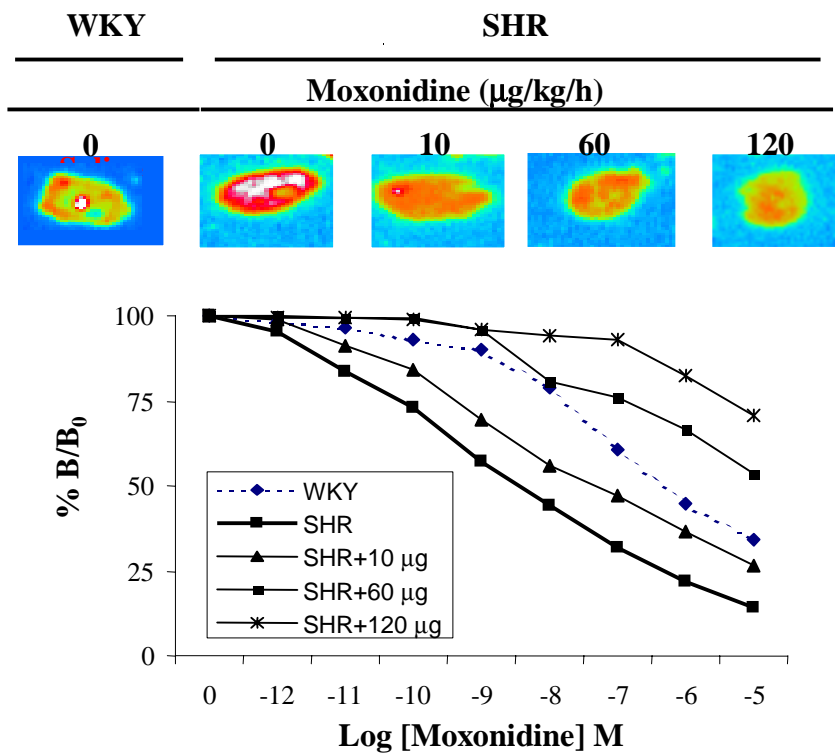 WKY SHR
Moxonidine (μg/kg/h)
0 0 10 60 120
100
75
50
25
0
% B/B0
WKY
SHR
SHR+10 μg
SHR+60 μg
SHR+120 μg
0 -12 -11 -10 -9 -8 -7 -6 -5
Log [Moxonidine] M